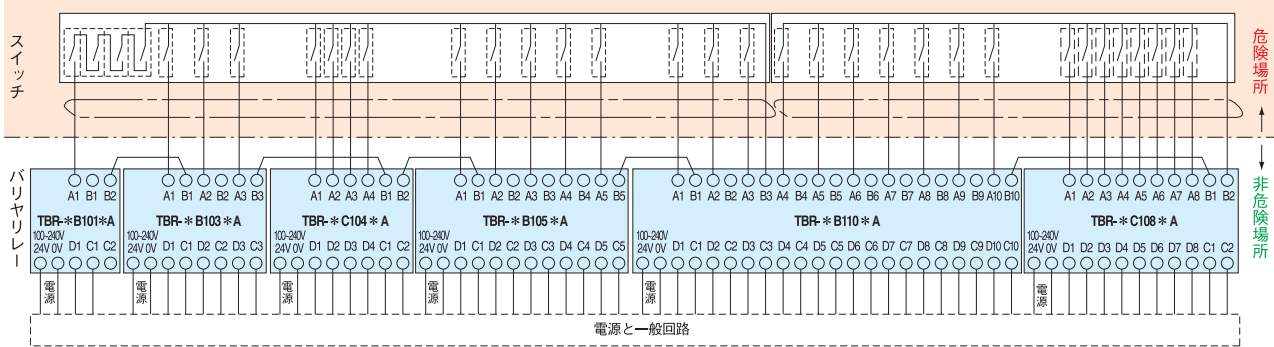 スイッチ
危険場所
バリヤリレー
非危険場所
A1 B1 B2
TBR-＊B101＊A
100-240V
24V 0V D1 C1 C2
A1 B1 A2 B2 A3 B3
TBR-＊B103＊A
100-240V
24V 0V D1 C1 D2 C2 D3 C3
A1 A2 A3 A4 B1 B2
TBR-＊C104＊A
100-240V
24V 0V D1 D2 D3 D4 C1 C2
A1 B1 A2 B2 A3 B3 A4 B4 A5 B5
TBR-＊B105＊A
100-240V
24V 0V D1 C1 D2 C2 D3 C3 D4 C4 D5 C5
A1 B1 A2 B2 A3 B3 A4 B4 A5 B5 A6 B6 A7 B7 A8 B8 A9 B9 A10 B10
TBR-＊B110＊A
100-240V
24V 0V D1 C1 D2 C2 D3 C3 D4 C4 D5 C5 D6 C6 D7 C7 D8 C8 D9 C9 D10 C10
A1 A2 A3 A4 A5 A6 A7 A8 B1 B2
TBR-＊C108＊A
100-240V
24V 0V D1 D2 D3 D4 D5 D6 D7 D8 C1 C2
電源
電源
電源
電源
電源
電源
電源と一般回路